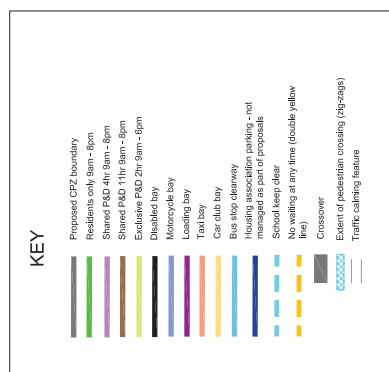 KEY
Proposed CPZ boundary
Residents only 9am - 8pm
Shared P&D 4hr 9am - 8pm
Shared P&D 11hr 9am - 8pm
Exclusive P&D 2hr 9am - 6pm
DIsabled bay
Motorcycle bay
Loading bay
Taxi bay
Car club bay
Bus stop clearway
Housing association parking - not
managed as part of proposals
School keep clear
No waiting at any time (double yellow
line)
Crossover
Extent of pedestrian crossing (zig-zags)
Traffic calming feature